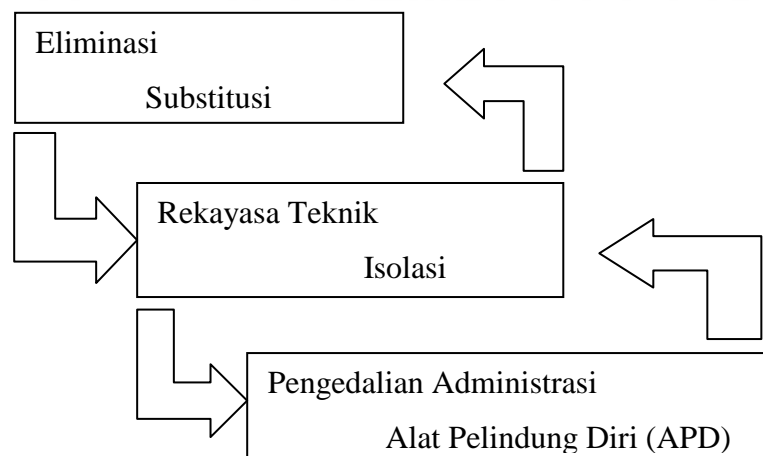 Eliminasi
Substitusi
Rekayasa Teknik
Isolasi
Pengedalian Administrasi
Alat Pelindung Diri (APD)